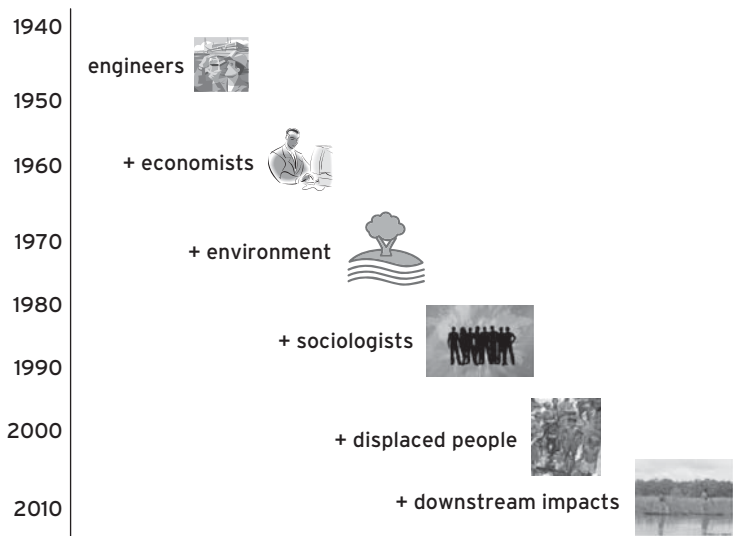 1940
engineers
1950
+ economists
1960
1970
+ environment
1980
+ sociologists
1990
2000
+ displaced people
+ downstream impacts
2010